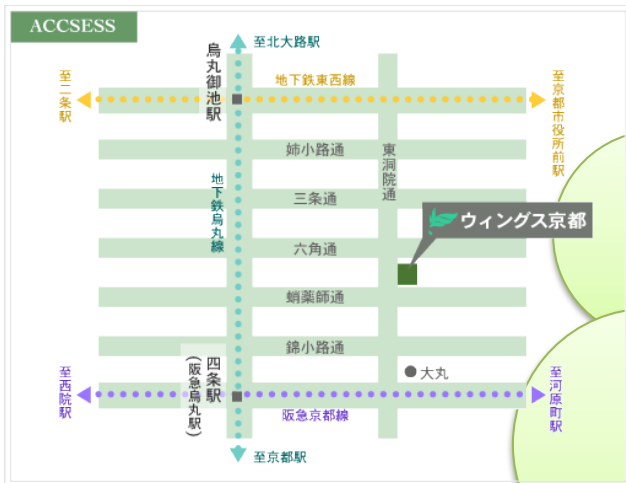 ACCSESS
至北大路駅
烏丸御池駅
地下鉄東西線
至二条駅
至京都市役所前駅
姉小路通
東洞院通
地下鉄烏丸線
三条通
ウィングス京都
六角通
蛸薬師通
錦小路通
四条駅
(阪急烏丸駅)
大丸
至西院駅
至河原町駅
阪急京都線
至京都駅